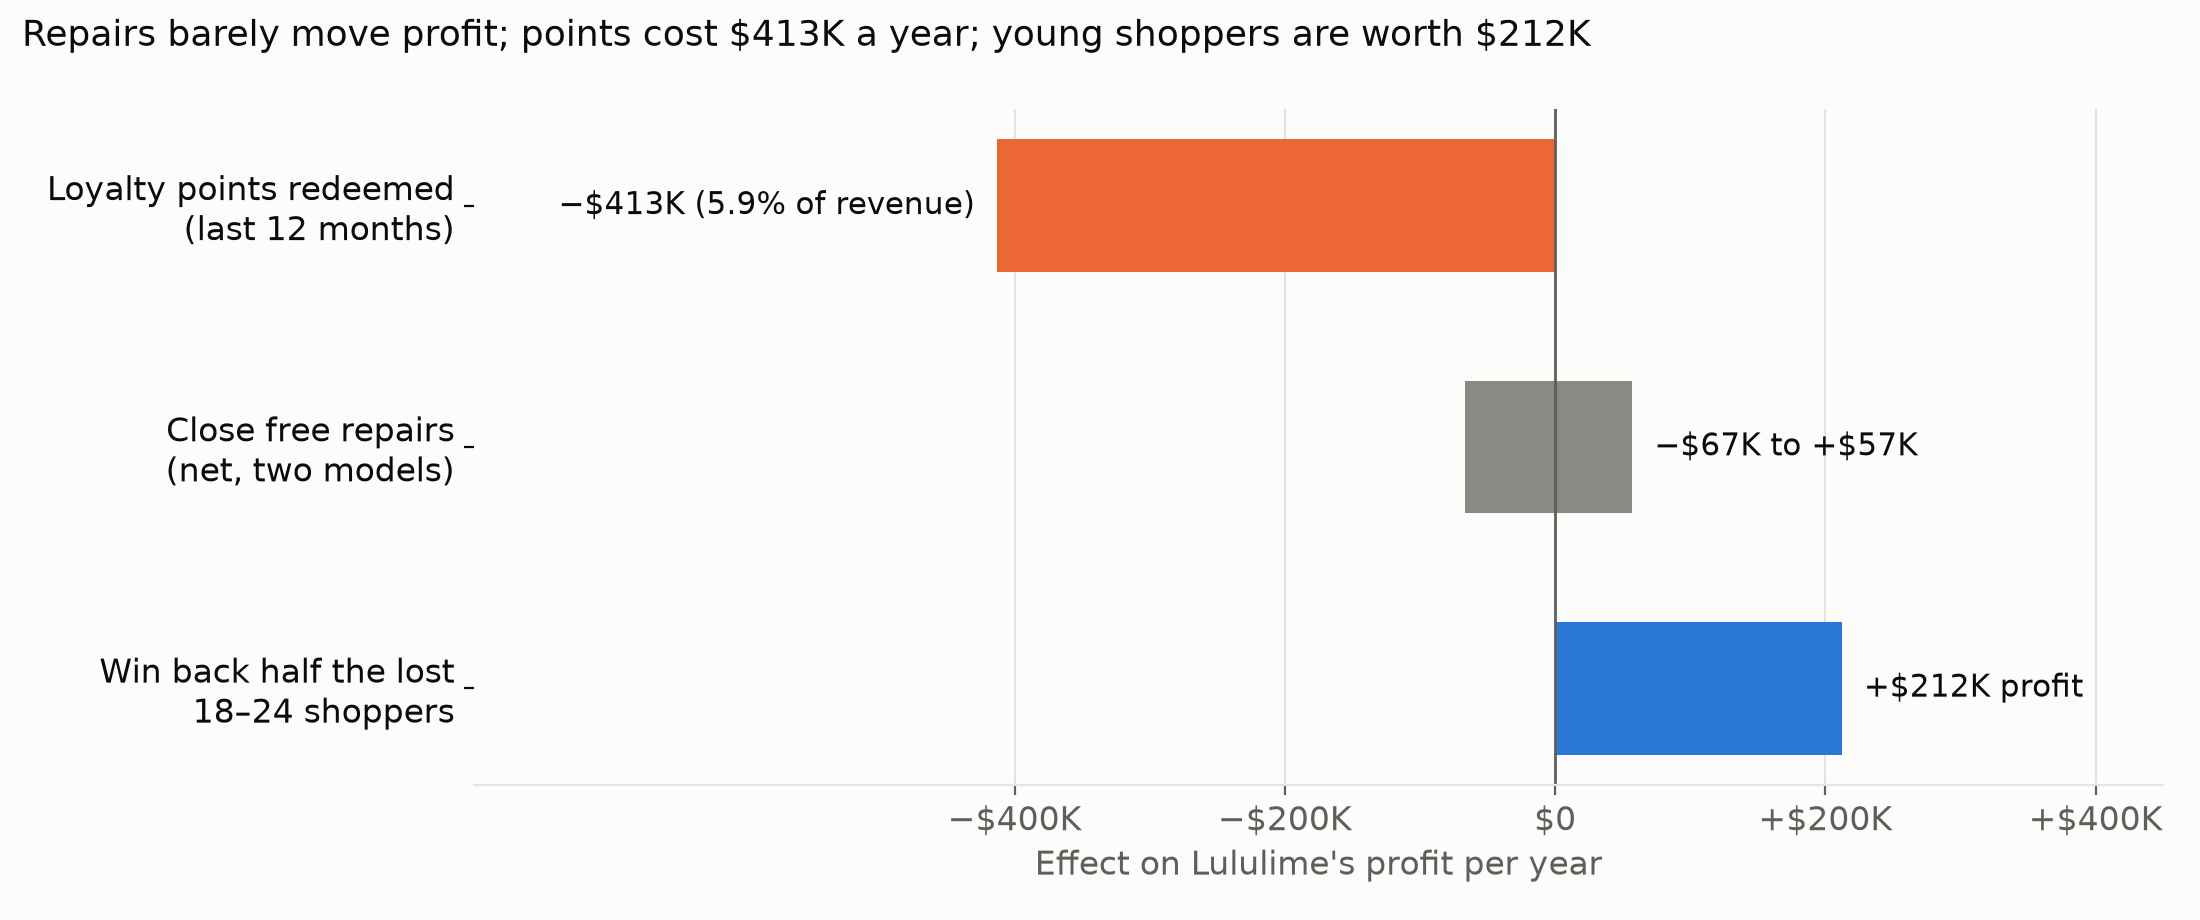 Repairs barely move profit; points cost $413K a year; young shoppers are worth $212K
Loyalty points redeemed
(last 12 months)
−$413K (5.9% of revenue)
Close free repairs
(net, two models)
−$67K to +$57K
Win back half the lost
18–24 shoppers
+$212K profit
−$400K
−$200K
$0
+$200K
+$400K
Effect on Lululime's profit per year